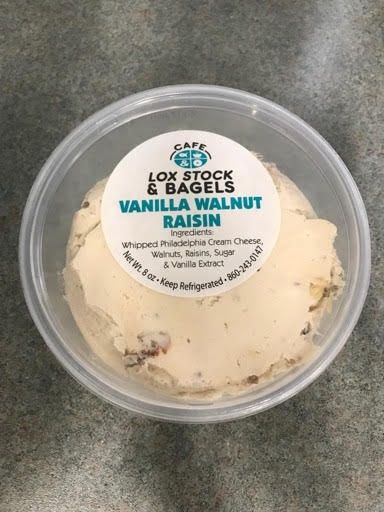 CAFE
LOX STOCK
& BAGELS
VANILLA WALNUT
RAISIN
Ingredients:
Whipped Philadelphia Cream Cheese,
Walnuts, Raisins, Sugar
& Vanilla Extract
Net Wt. 8 oz • Keep Refrigerated • 860-243-0147